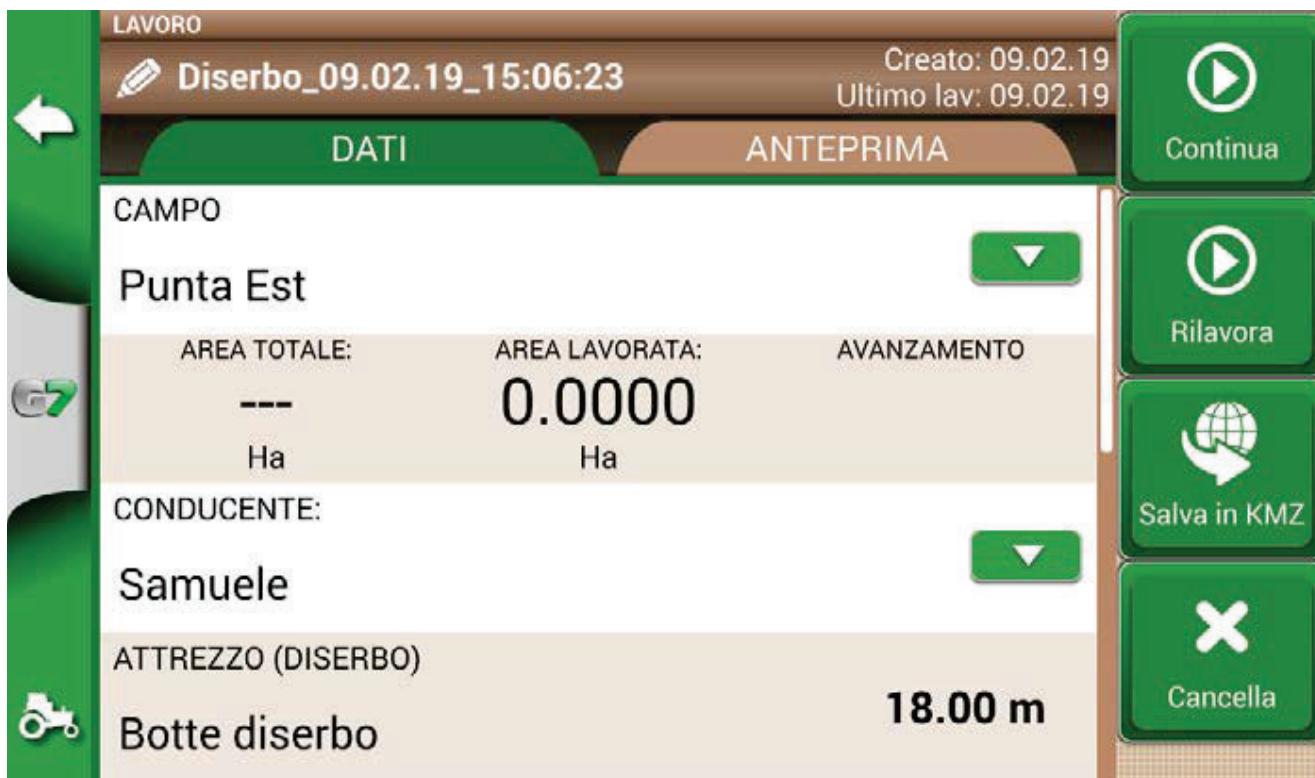 LAVORO
Diserbo_09.02.19_15:06:23
Creato: 09.02.19
Ultimo lav: 09.02.19
DATI
ANTEPRIMA
CAMPO
Punta Est
AREA TOTALE:
AREA LAVORATA:
AVANZAMENTO
---
0.0000
Ha
Ha
CONDUCENTE:
Samuele
ATTREZZO (DISERBO)
Botte diserbo
18.00 m
G7
Continua
Rilavora
Salva in KMZ
Cancella